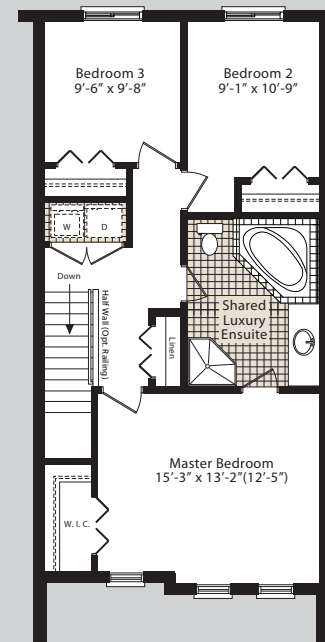 Bedroom 3
9'-6” x 9'-8”
Bedroom 2
9'-1” x 10'-9”
W
D
Down
Half Wall (Opt. Railing)
Linen
Shared
Luxury
Ensuite
Master Bedroom
15'-3” x 13'-2”(12'-5”)
W. I. C.